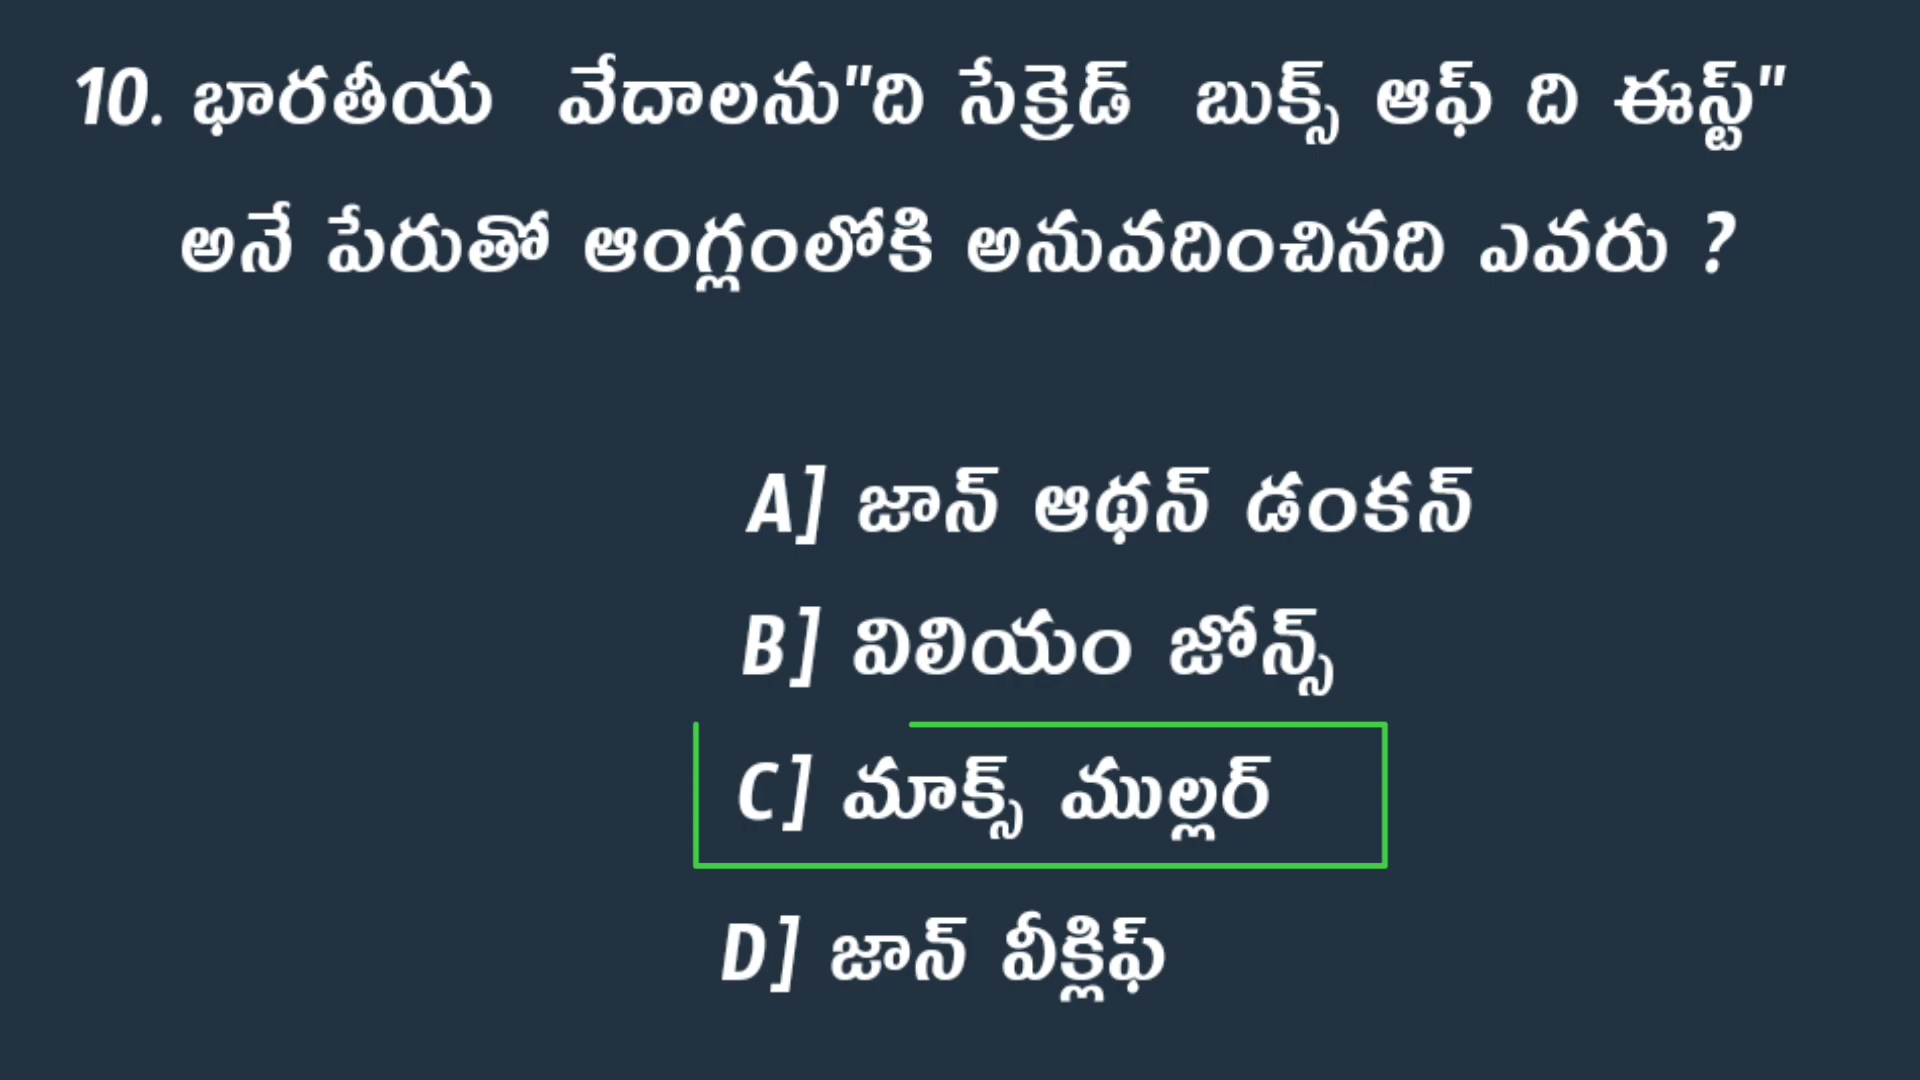 10. భారతీయ వేదాలను"ది సేక్రెడ్ బుక్స్ ఆఫ్ ది ఈస్ట్"
అనే పేరుతో ఆంగ్లంలోకి అనువదించినది ఎవరు ?
A] జాన్ ఆథన్ డంకన్
B] విలియం జోన్స్
C] మాక్స్ ముల్లర్
D] జాన్ వీక్లిఫ్